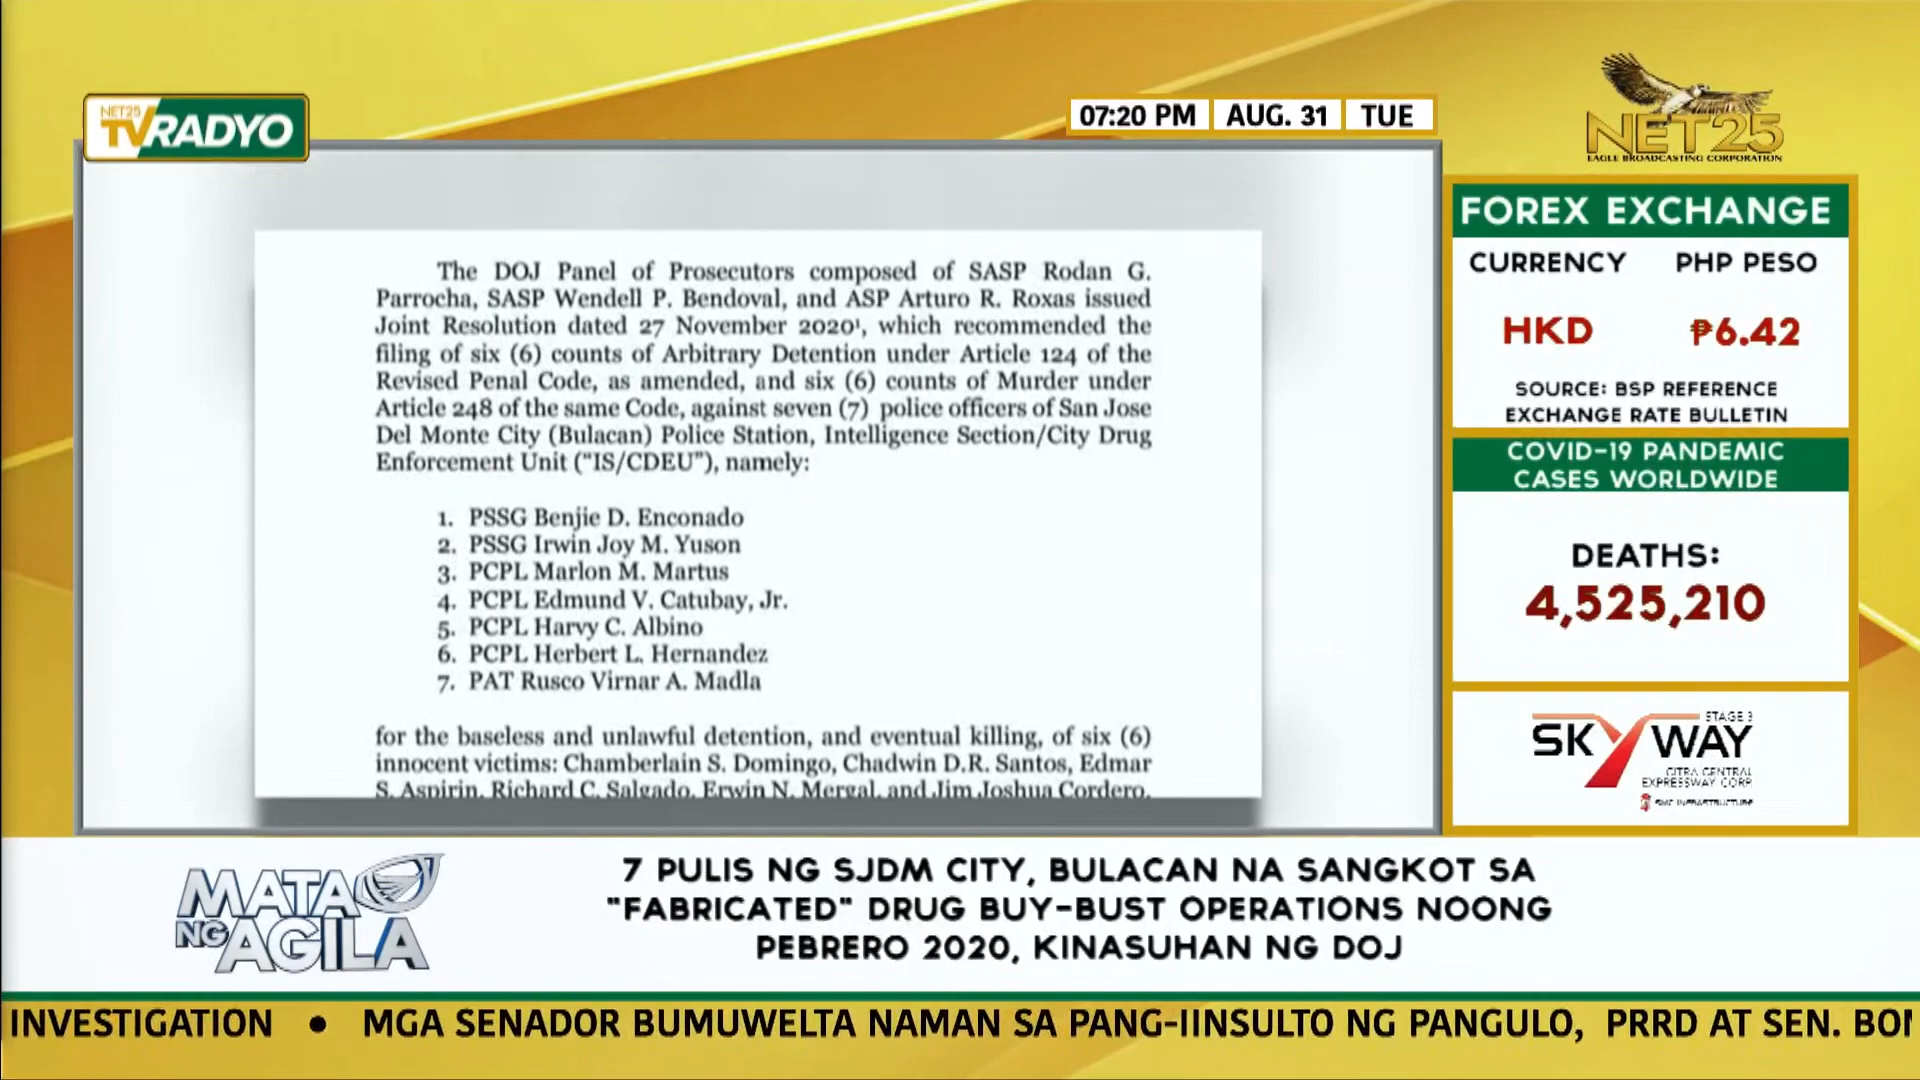 NET25
TVRADYO
07:20 PM
AUG. 31
TUE
NET25
EAGLE BROADCASTING CORPORATION
The DOJ Panel of Prosecutors composed of SASP Rodan G.
Parrocha, SASP Wendell P. Bendoval, and ASP Arturo R. Roxas issued
Joint Resolution dated 27 November 2020¹, which recommended the
filing of six (6) counts of Arbitrary Detention under Article 124 of the
Revised Penal Code, as amended, and six (6) counts of Murder under
Article 248 of the same Code, against seven (7) police officers of San Jose
Del Monte City (Bulacan) Police Station, Intelligence Section/City Drug
Enforcement Unit ("IS/CDEU"), namely:
1. PSSG Benjie D. Enconado
2. PSSG Irwin Joy M. Yuson
3. PCPL Marlon M. Martus
4. PCPL Edmund V. Catubay, Jr.
5. PCPL Harvy C. Albino
6. PCPL Herbert L. Hernandez
7. PAT Rusco Virnar A. Madla
for the baseless and unlawful detention, and eventual killing, of six (6)
innocent victims: Chamberlain S. Domingo, Chadwin D.R. Santos, Edmar
S. Aspirin, Richard C. Salgado, Erwin N. Mergal, and Jim Joshua Cordero.
FOREX EXCHANGE
CURRENCY PHP PESO
HKD ₱6.42
SOURCE: BSP REFERENCE
EXCHANGE RATE BULLETIN
COVID-19 PANDEMIC
CASES WORLDWIDE
DEATHS:
4,525,210
STAGE 3
SKYWAY
CITRA CENTRAL
EXPRESSWAY CORP.
SMC INFRASTRUCTURE
MATA
NG AGILA
7 PULIS NG SJDM CITY, BULACAN NA SANGKOT SA
"FABRICATED" DRUG BUY-BUST OPERATIONS NOONG
PEBRERO 2020, KINASUHAN NG DOJ
INVESTIGATION • MGA SENADOR BUMUWELTA NAMAN SA PANG-IINSULTO NG PANGULO, PRRD AT SEN. BON